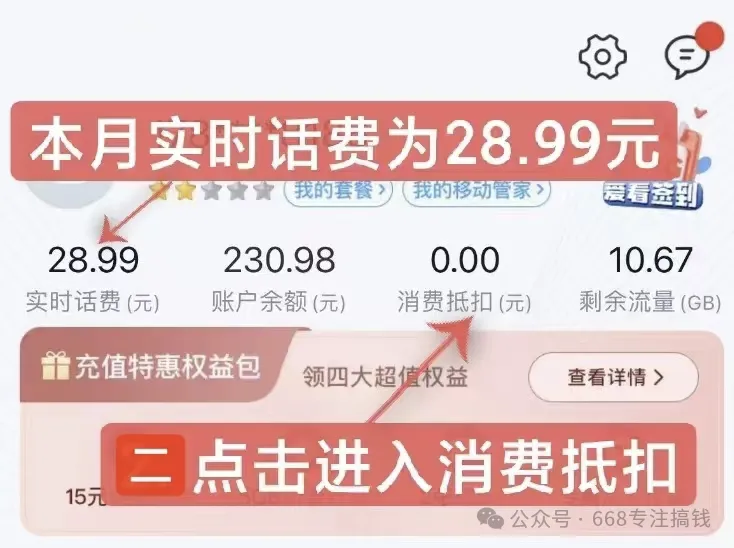 本月实时话费为28.99元
我的套餐>
我的移动管家>
爱看签到
28.99 230.98 0.00 10.67
实时话费(元) 账户余额(元) 消费抵扣(元) 剩余流量(GB)
充值特惠权益包 领四大超值权益 查看详情>
二 点击进入消费抵扣
15元
公众号·668专注搞钱